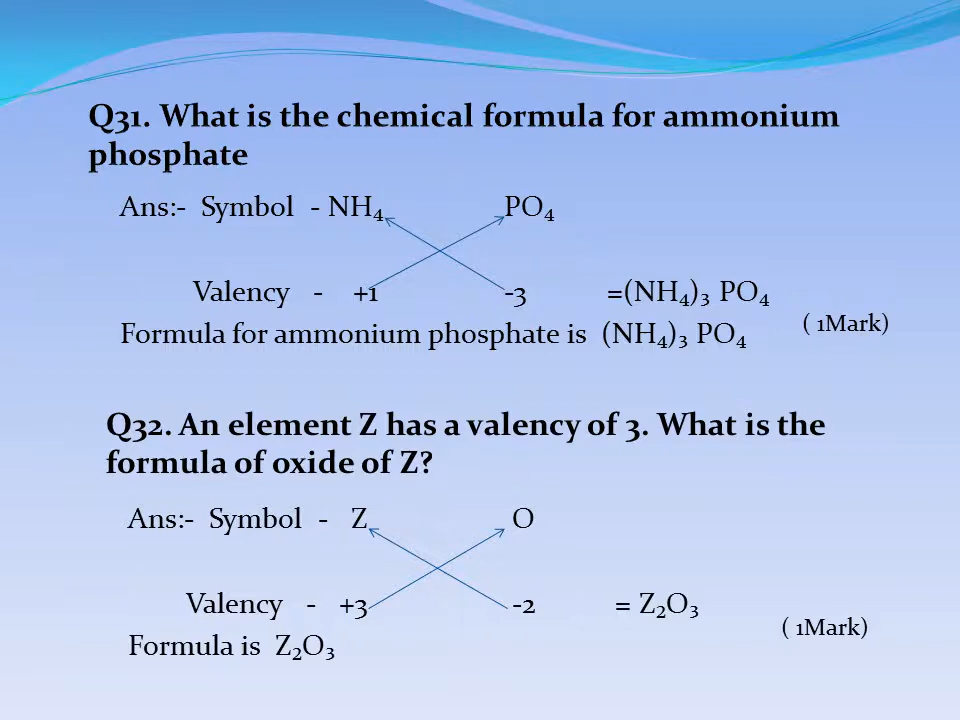 Q31. What is the chemical formula for ammonium
phosphate
Ans:- Symbol - NH₄ PO₄
Valency - +1 -3 =(NH₄)₃ PO₄
( 1Mark)
Formula for ammonium phosphate is (NH₄)₃ PO₄
Q32. An element Z has a valency of 3. What is the
formula of oxide of Z?
Ans:- Symbol - Z O
Valency - +3 -2 = Z₂O₃
( 1Mark)
Formula is Z₂O₃